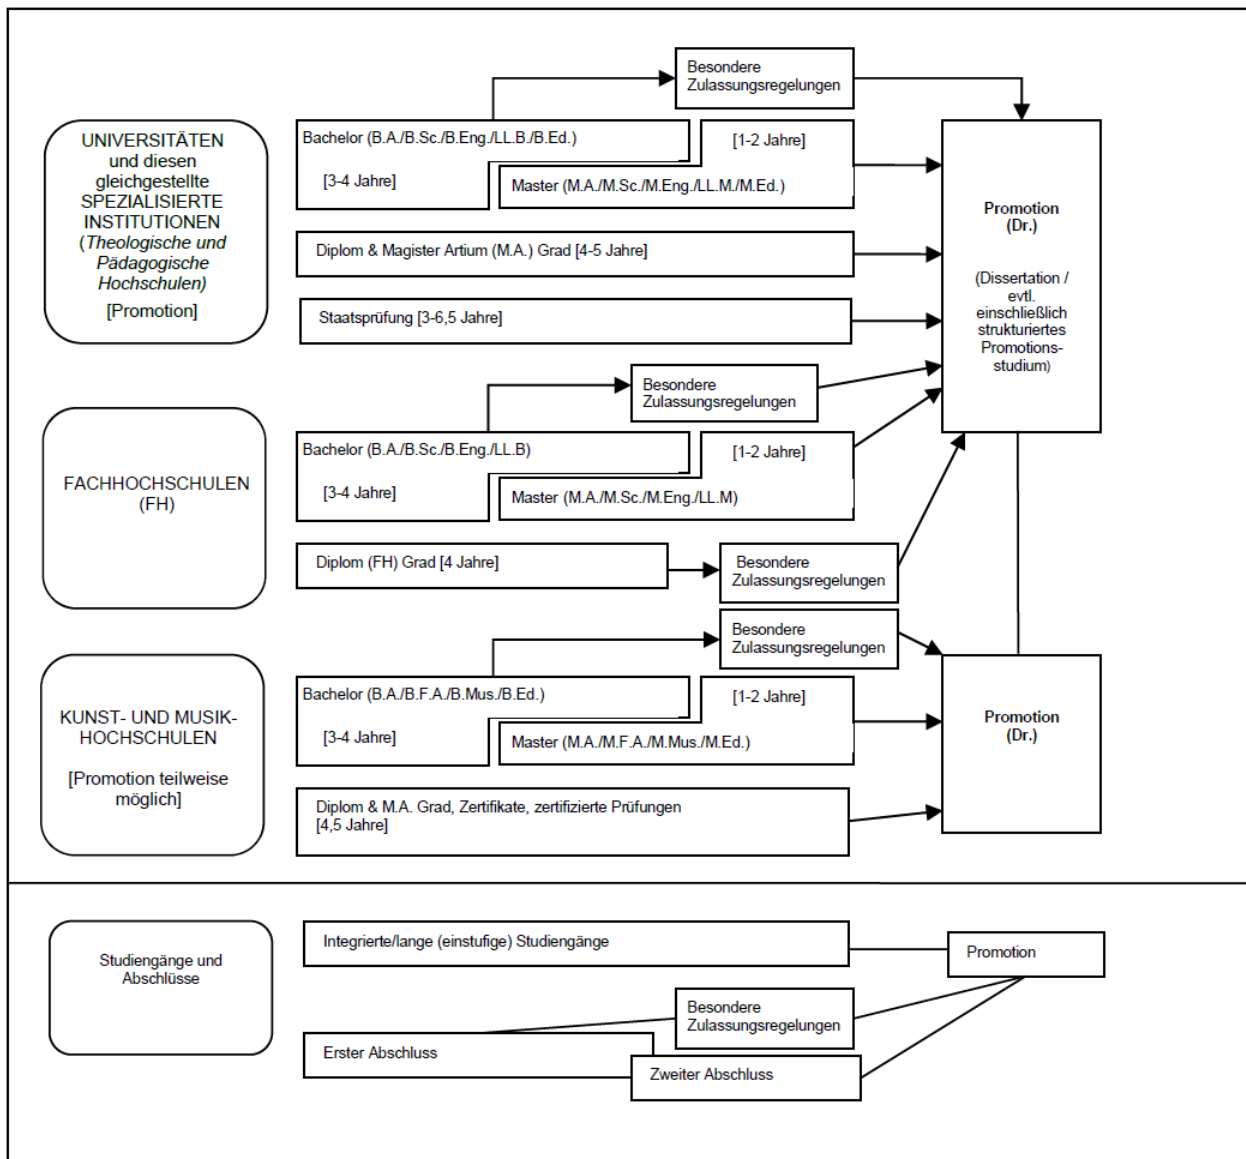 Besondere
Zulassungsregelungen
UNIVERSITÄTEN
und diesen
gleichgestellte
SPEZIALISIERTE
INSTITUTIONEN
(Theologische und
Pädagogische
Hochschulen)
[Promotion]
Bachelor (B.A./B.Sc./B.Eng./LL.B./B.Ed.)
[3-4 Jahre]
[1-2 Jahre]
Master (M.A./M.Sc./M.Eng./LL.M./M.Ed.)
Diplom & Magister Artium (M.A.) Grad [4-5 Jahre]
Staatsprüfung [3-6,5 Jahre]
Promotion
(Dr.)
(Dissertation /
evtl.
einschließlich
strukturiertes
Promotions-
studium)
Besondere
Zulassungsregelungen
FACHHOCHSCHULEN
(FH)
Bachelor (B.A./B.Sc./B.Eng./LL.B)
[3-4 Jahre]
[1-2 Jahre]
Master (M.A./M.Sc./M.Eng./LL.M)
Diplom (FH) Grad [4 Jahre]
Besondere
Zulassungsregelungen
Besondere
Zulassungsregelungen
KUNST- UND MUSIK-
HOCHSCHULEN
[Promotion teilweise
möglich]
Bachelor (B.A./B.F.A./B.Mus./B.Ed.)
[3-4 Jahre]
[1-2 Jahre]
Master (M.A./M.F.A./M.Mus./M.Ed.)
Diplom & M.A. Grad, Zertifikate, zertifizierte Prüfungen
[4,5 Jahre]
Promotion
(Dr.)
Studiengänge und
Abschlüsse
Integrierte/lange (einstufige) Studiengänge
Promotion
Besondere
Zulassungsregelungen
Erster Abschluss
Zweiter Abschluss